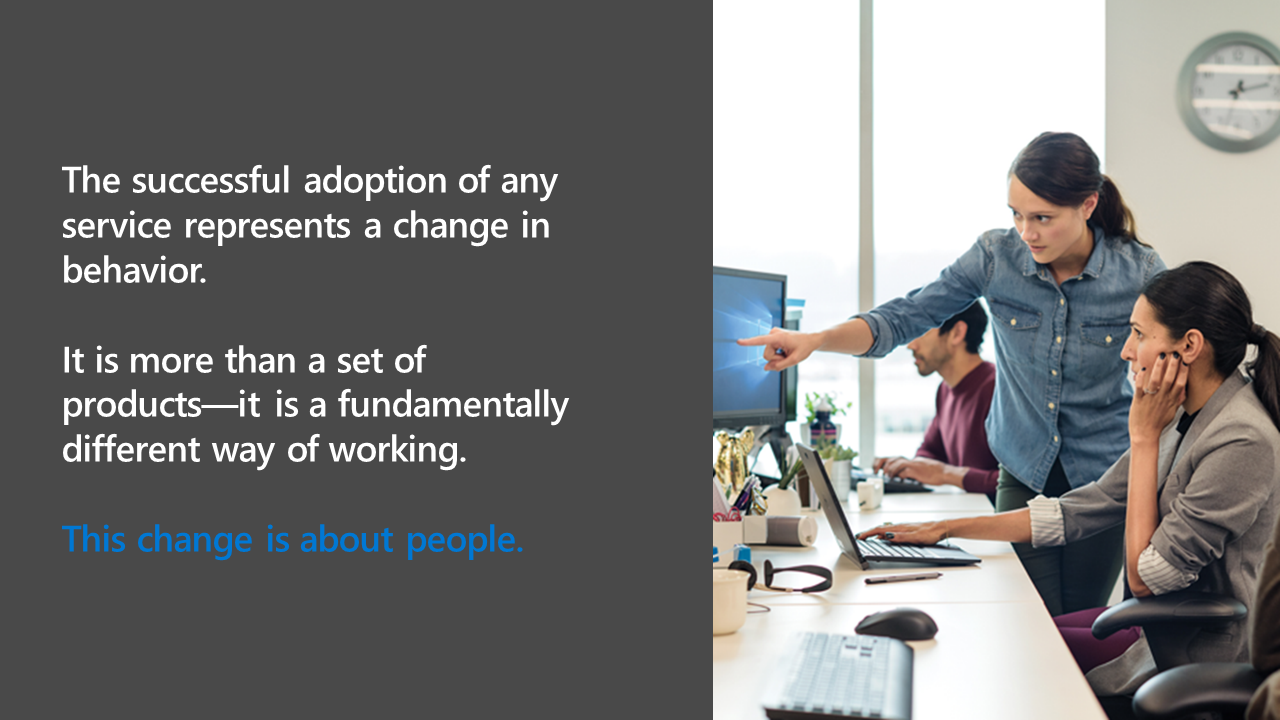 The successful adoption of any
service represents a change in
behavior.
It is more than a set of
products—it is a fundamentally
different way of working.
This change is about people.